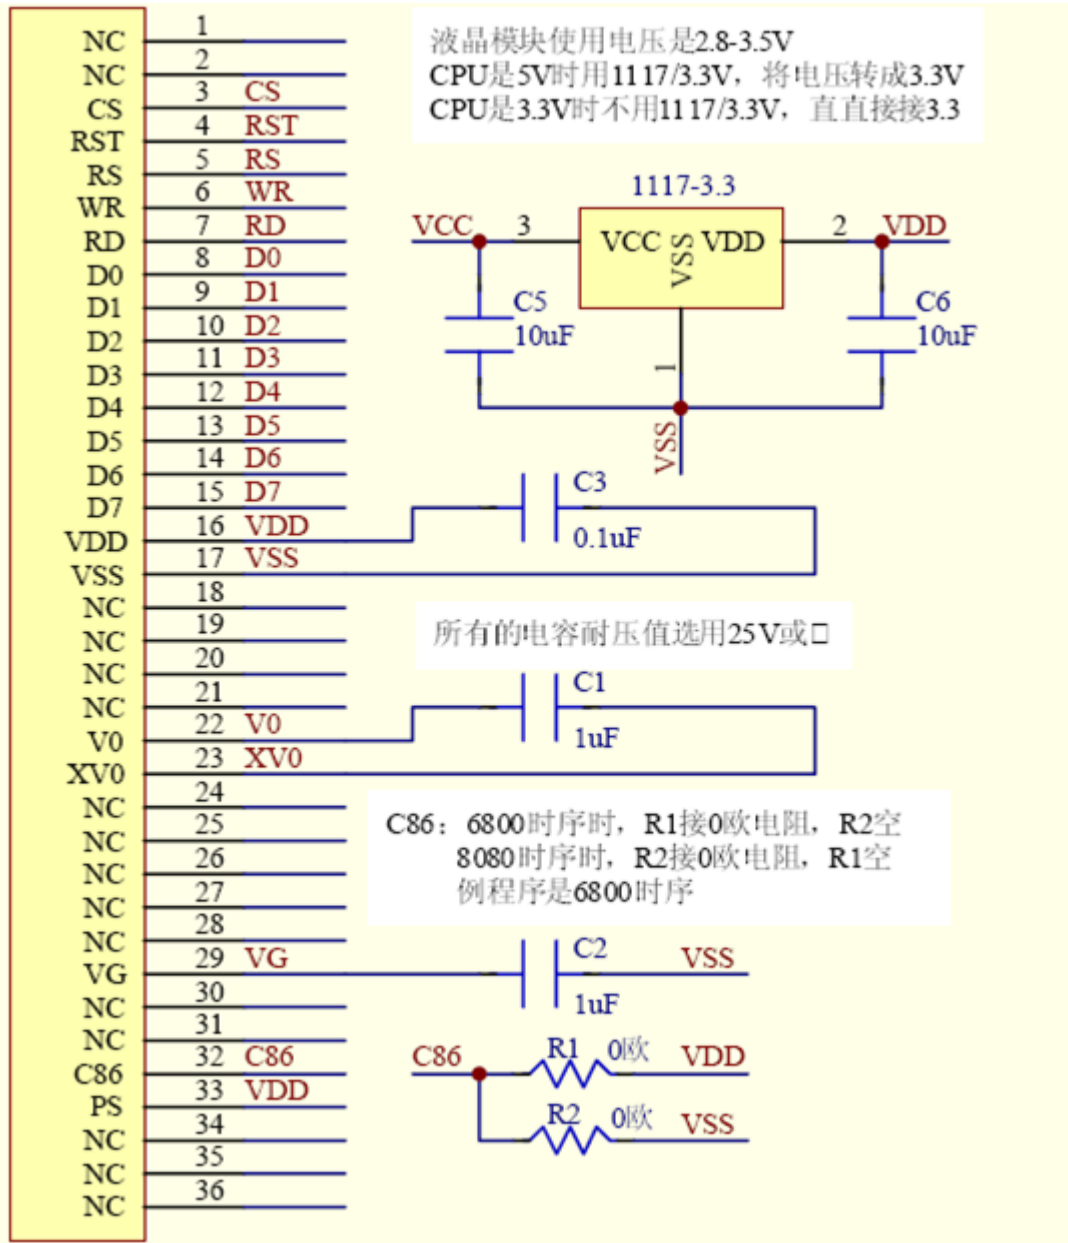 NC 1
NC 2
CS 3 CS
RST 4 RST
RS 5 RS
WR 6 WR
RD 7 RD
D0 8 D0
D1 9 D1
D2 10 D2
D3 11 D3
D4 12 D4
D5 13 D5
D6 14 D6
D7 15 D7
VDD 16 VDD
VSS 17 VSS
NC 18
NC 19
NC 20
NC 21
V0 22 V0
XV0 23 XV0
NC 24
NC 25
NC 26
NC 27
NC 28
VG 29 VG
NC 30
NC 31
C86 32 C86
PS 33 VDD
NC 34
NC 35
NC 36
液晶模块使用电压是2.8-3.5V
CPU是5V时用1117/3.3V，将电压转成3.3V
CPU是3.3V时不用1117/3.3V，直直接接3.3
1117-3.3
VCC 3 VCC VSS VDD 2 VDD
C5
10uF
C6
10uF
1
VSS
C3
0.1uF
所有的电容耐压值选用25V或□
C1
1uF
C86：6800时序时，R1接0欧电阻，R2空
8080时序时，R2接0欧电阻，R1空
例程序是6800时序
C2 VSS
1uF
C86 R1 0欧 VDD
R2 0欧 VSS